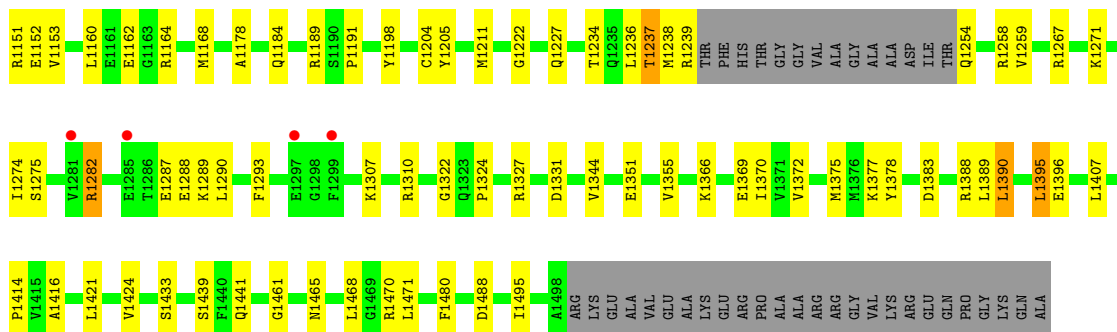 R1151 E1152 V1153 L1160 E1161 E1162 G1163 R1164 M1168 A1178 Q1184 R1189 S1190 P1191 Y1198 C1204 Y1205 M1211 G1222 Q1227 T1234 Q1235 L1236 T1237 M1238 R1239 THR PHE HIS THR GLY GLY VAL ALA GLY ALA ALA ASP ILE THR Q1254 R1258 V1259 R1267 K1271
I1274 S1275 V1281 R1282 E1285 T1286 E1287 E1288 K1289 L1290 F1293 E1297 G1298 F1299 K1307 R1310 G1322 Q1323 P1324 R1327 D1331 V1344 E1351 V1355 K1366 E1369 I1370 V1371 V1372 M1375 M1376 K1377 Y1378 D1383 R1388 L1389 L1390 L1395 E1396 L1407
P1414 V1415 A1416 L1421 V1424 S1433 S1439 F1440 Q1441 G1461 N1465 L1468 G1469 R1470 L1471 F1480 D1488 I1495 A1498 ARG LYS GLU ALA VAL GLU ALA LYS GLU ARG PRO ALA ALA ARG ARG GLY VAL LYS ARG GLU GLN PRO GLY LYS GLN ALA